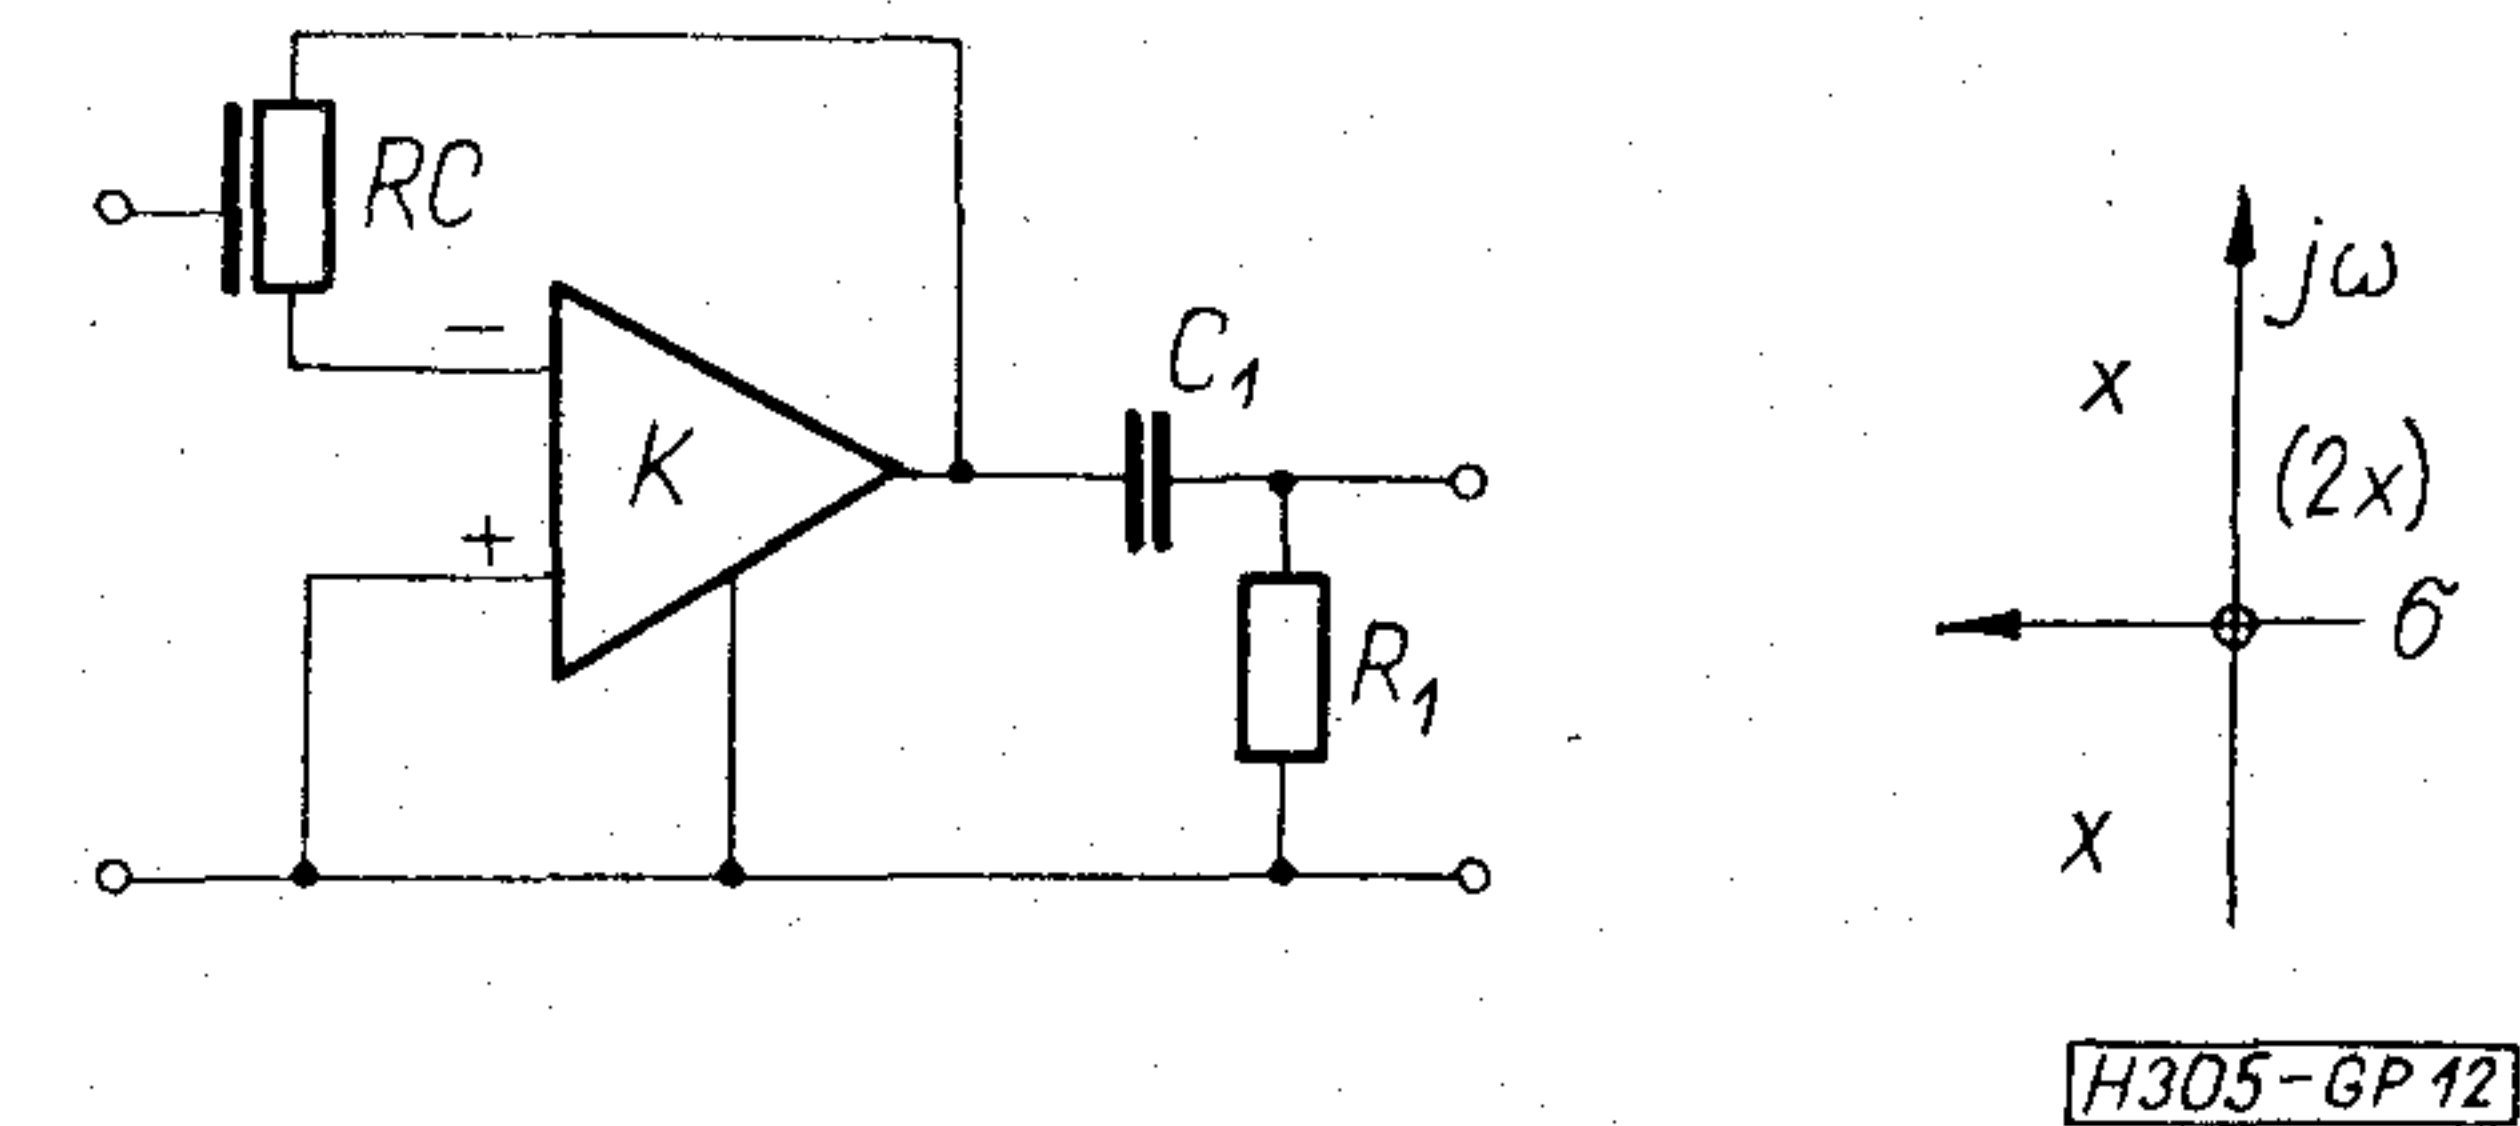 RC
−
K
+
C1
R1
jω
x
(2x)
σ
x
H305-GP12